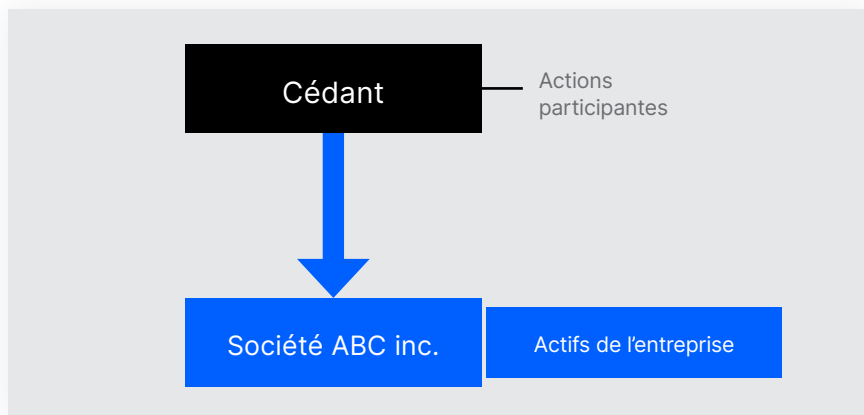 Cédant
Actions
participantes
Société ABC inc.
Actifs de l’entreprise